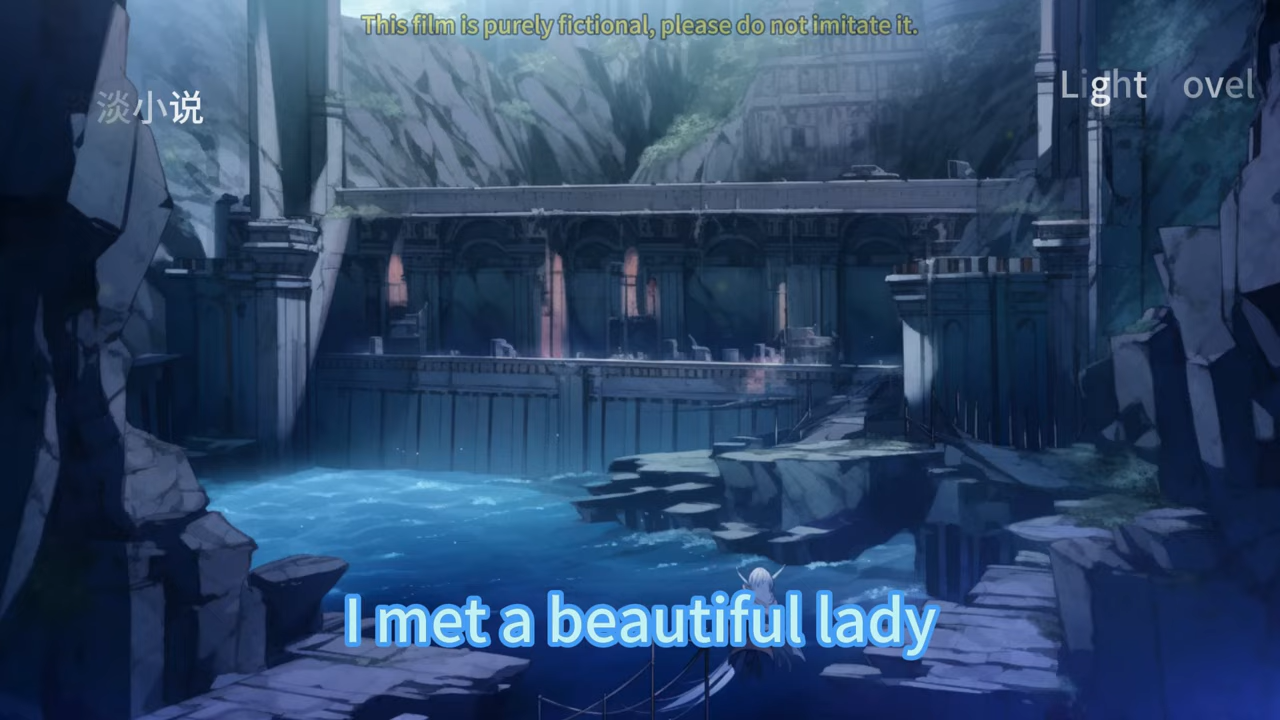 This film is purely fictional, please do not imitate it.
淡小说
Light ovel
I met a beautiful lady